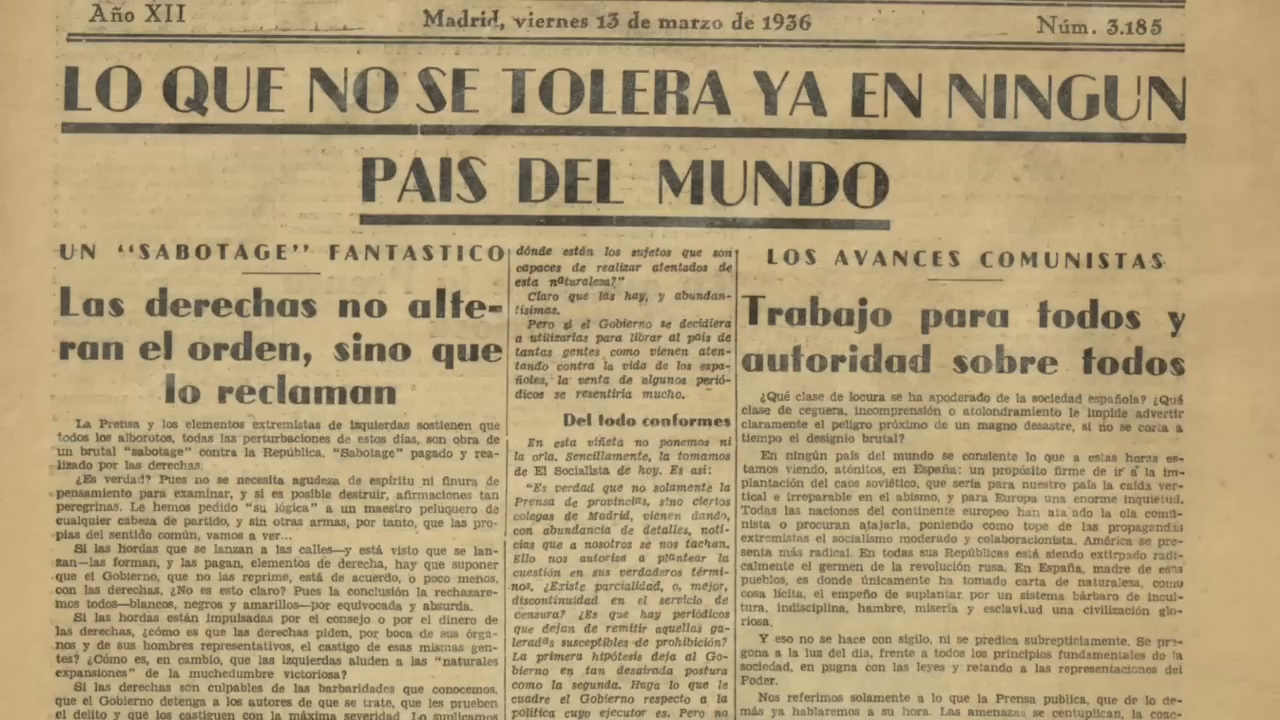 Año XII
Madrid, viernes 13 de marzo de 1936
Núm. 3.185
LO QUE NO SE TOLERA YA EN NINGUN
PAIS DEL MUNDO
UN "SABOTAGE" FANTASTICO
Las derechas no alte-
ran el orden, sino que
lo reclaman
La Prensa y los elementos extremistas de izquierdas sostienen que
todos los alborotos, todas las perturbaciones de estos días, son obra de
un brutal "sabotage" contra la República. "Sabotage" pagado y rea-
lizado por las derechas.
¿Es verdad? Pues no se necesita agudeza de espíritu ni finura de
pensamiento para examinar, y si es posible destruir, afirmaciones tan
peregrinas. Le hemos pedido "su lógica" a un maestro peluquero de
cualquier cabeza de partido, y sin otras armas, por tanto, que las pro-
pias del sentido común, vamos a ver...
Si las hordas que se lanzan a las calles—y está visto que se lan-
zan—las forman, y las pagan, elementos de derecha, hay que suponer
que el Gobierno, que no las reprime, está de acuerdo, o poco menos,
con las derechas. ¿No es esto claro? Pues la conclusión la rechazare-
mos todos—blancos, negros y amarillos—por equivocada y absurda.
Si las hordas están impulsadas por el consejo o por el dinero de
las derechas, ¿cómo es que las derechas piden, por boca de sus órga-
nos y de sus hombres representativos, el castigo de esas mismas gen-
tes? ¿Cómo es, en cambio, que las izquierdas aluden a las "naturales
expansiones" de la muchedumbre victoriosa?
Si las derechas son culpables de las barbaridades que conocemos,
que el Gobierno detenga a los autores de que se trate, que les prueben
el delito y que los castiguen con la máxima severidad. Lo suplicamos
dónde están los sujetos que son
capaces de realizar atentados de
esta naturaleza?"
Claro que las hay, y abundan-
tísimas.
Pero si el Gobierno se decidiera
a utilizarlas para librar al país de
tantas gentes como vienen aten-
tando contra la vida de los espa-
ñoles, la venta de algunos perió-
dicos se resentiría mucho.
Del todo conformes
En esta viñeta no ponemos ni
la orla. Sencillamente, la tomamos
de El Socialista de hoy. Es así:
"Es verdad que no solamente la
Prensa de provincias, sino ciertos
colegas de Madrid, vienen dando,
con abundancia de detalles, noti-
cias que a nosotros se nos tachan.
Ello nos autoriza a plantear la
cuestión en sus verdaderos térmi-
nos. ¿Existe parcialidad, o, mejor,
discontinuidad en el servicio de
censura? ¿Es que hay periódicos
que dejan de remitir aquellas ga-
leradas susceptibles de prohibición?
La primera hipótesis deja al Go-
bierno en tan desairada postura
como la segunda. Haga lo que le
cuadre el Gobierno respecto a la
política cuyo ejecutor es. Pero no
LOS AVANCES COMUNISTAS
Trabajo para todos y
autoridad sobre todos
¿Qué clase de locura se ha apoderado de la sociedad española? ¿Qué
clase de ceguera, incomprensión o atolondramiento le impide advertir
claramente el peligro próximo de un magno desastre, si no se corta a
tiempo el designio brutal?
En ningún país del mundo se consiente lo que a estas horas es-
tamos viendo, atónitos, en España: un propósito firme de ir a la im-
plantación del caos soviético, que sería para nuestro país la caída ver-
tical e irreparable en el abismo, y para Europa una enorme inquietud.
Todas las naciones del continente europeo han atajado la ola comu-
nista o procuran atajarla, poniendo como tope de las propagandas
extremistas el socialismo moderado y colaboracionista. América se pre-
senta más radical. En todas sus Repúblicas está siendo extirpado radi-
calmente el germen de la revolución rusa. En España, madre de esos
pueblos, es donde únicamente ha tomado carta de naturaleza, como
cosa lícita, el empeño de suplantar por un sistema bárbaro de incul-
tura, indisciplina, hambre, miseria y esclavitud una civilización glo-
riosa.
Y eso no se hace con sigilo, ni se predica subrepticiamente. Se pre-
gona a la luz del día, frente a todos los principios fundamentales de la
sociedad, en pugna con las leyes y retando a las representaciones del
Poder.
Nos referimos solamente a lo que la Prensa publica, que de lo de-
más ya hablaremos a su hora. Las amenazas se centuplican, la coac-